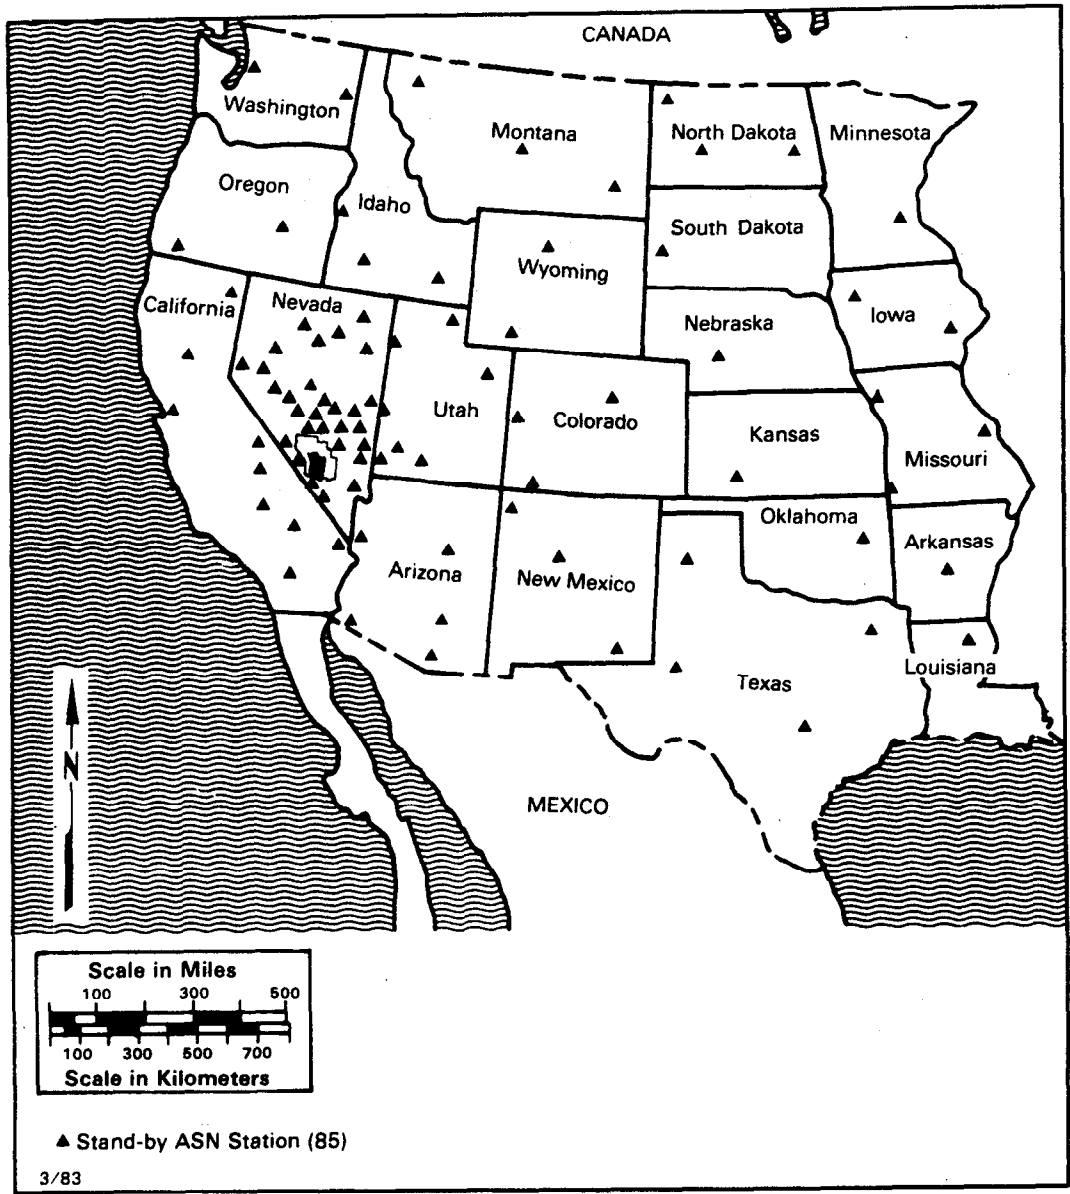 CANADA
Washington
Montana
North Dakota
Minnesota
Oregon
Idaho
South Dakota
Wyoming
California
Nevada
Nebraska
Iowa
Utah
Colorado
Kansas
Missouri
Oklahoma
Arkansas
Arizona
New Mexico
Louisiana
Texas
N
MEXICO
Scale in Miles
100 300 500
100 300 500 700
Scale in Kilometers
Stand-by ASN Station (85)
3/83